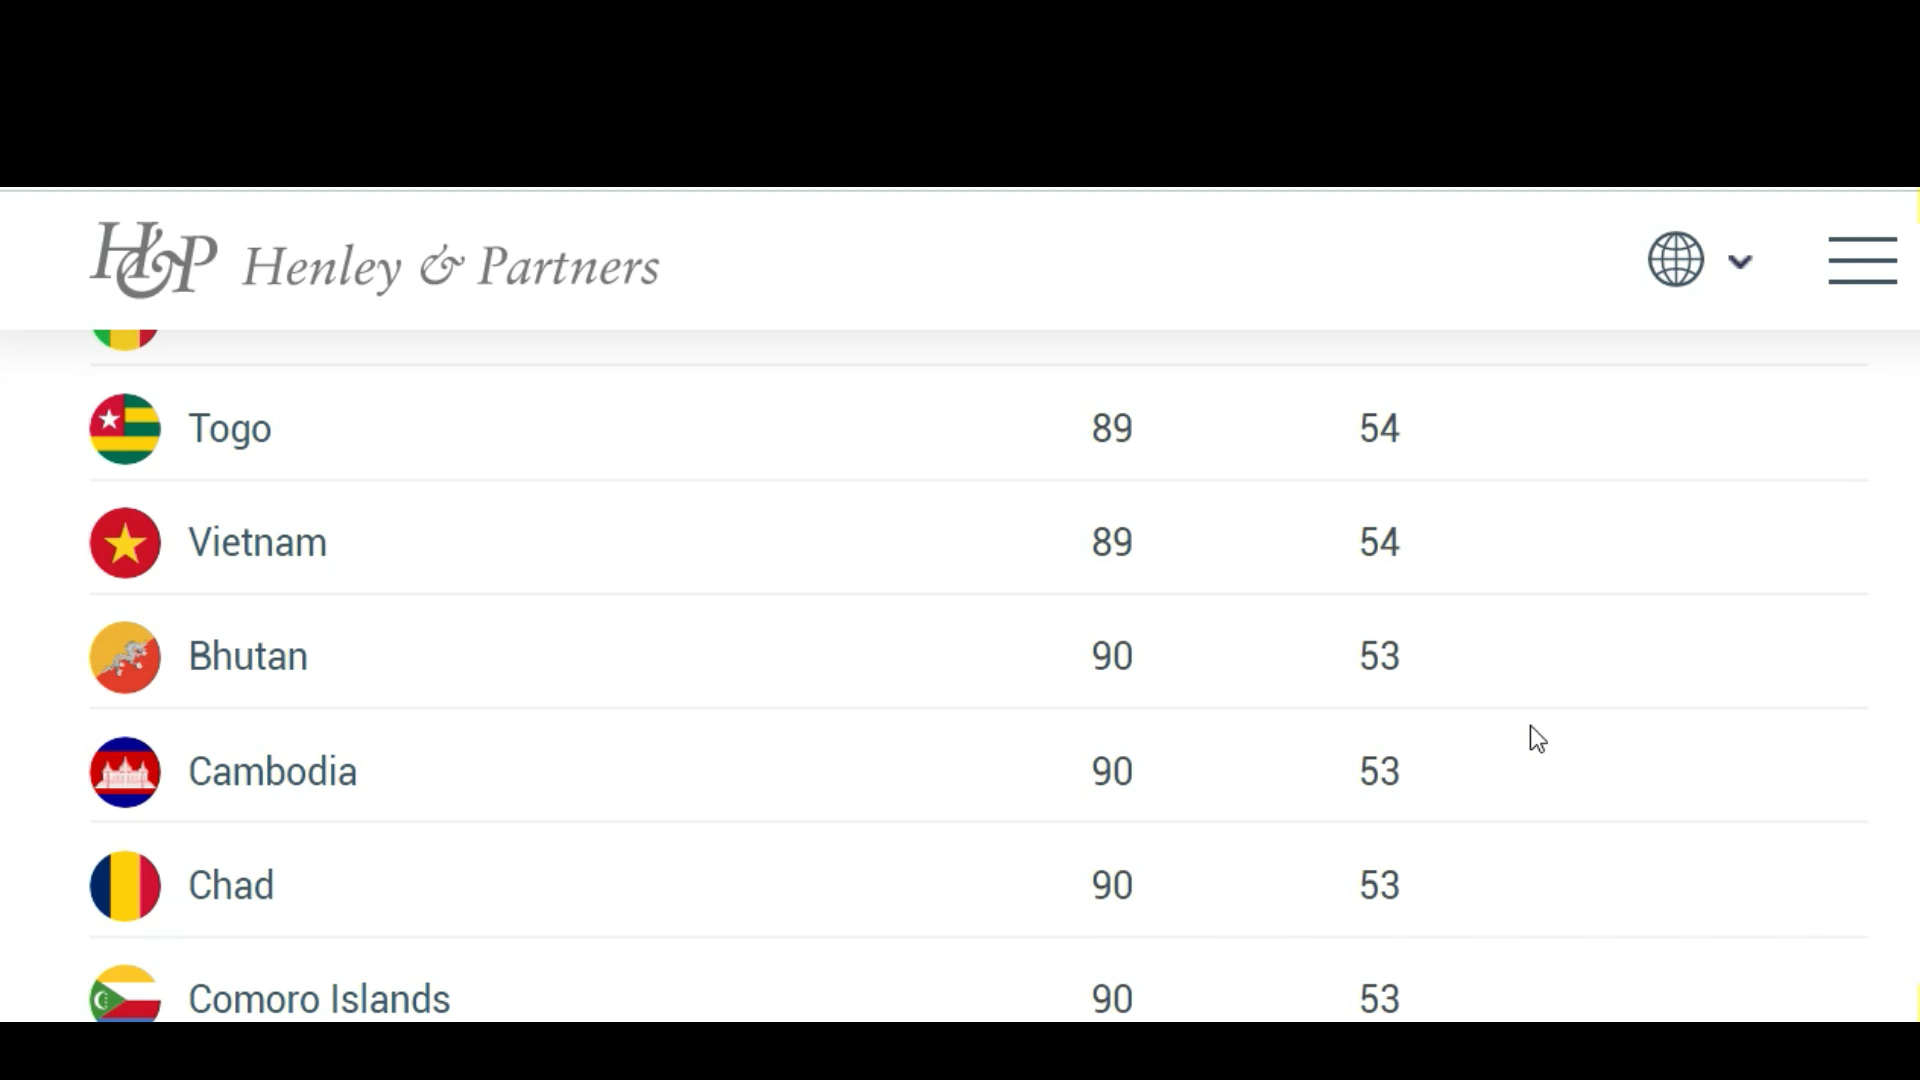 H&P Henley & Partners
Togo 89 54
Vietnam 89 54
Bhutan 90 53
Cambodia 90 53
Chad 90 53
Comoro Islands 90 53